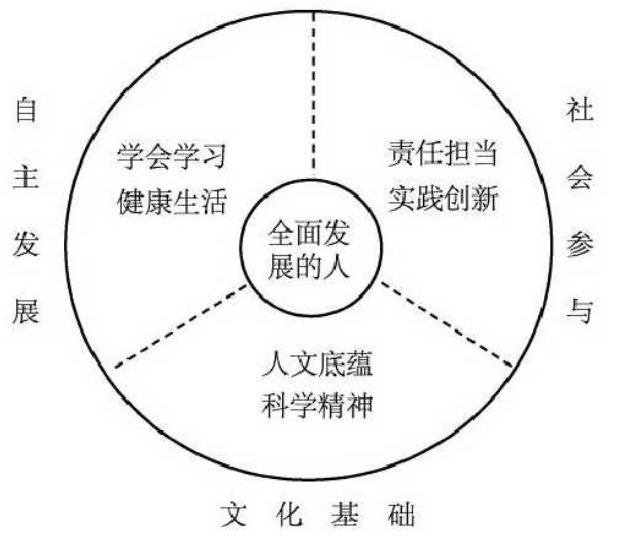 自主发展
学会学习
健康生活
社会参与
责任担当
实践创新
全面发
展的人
人文底蕴
科学精神
文化基础